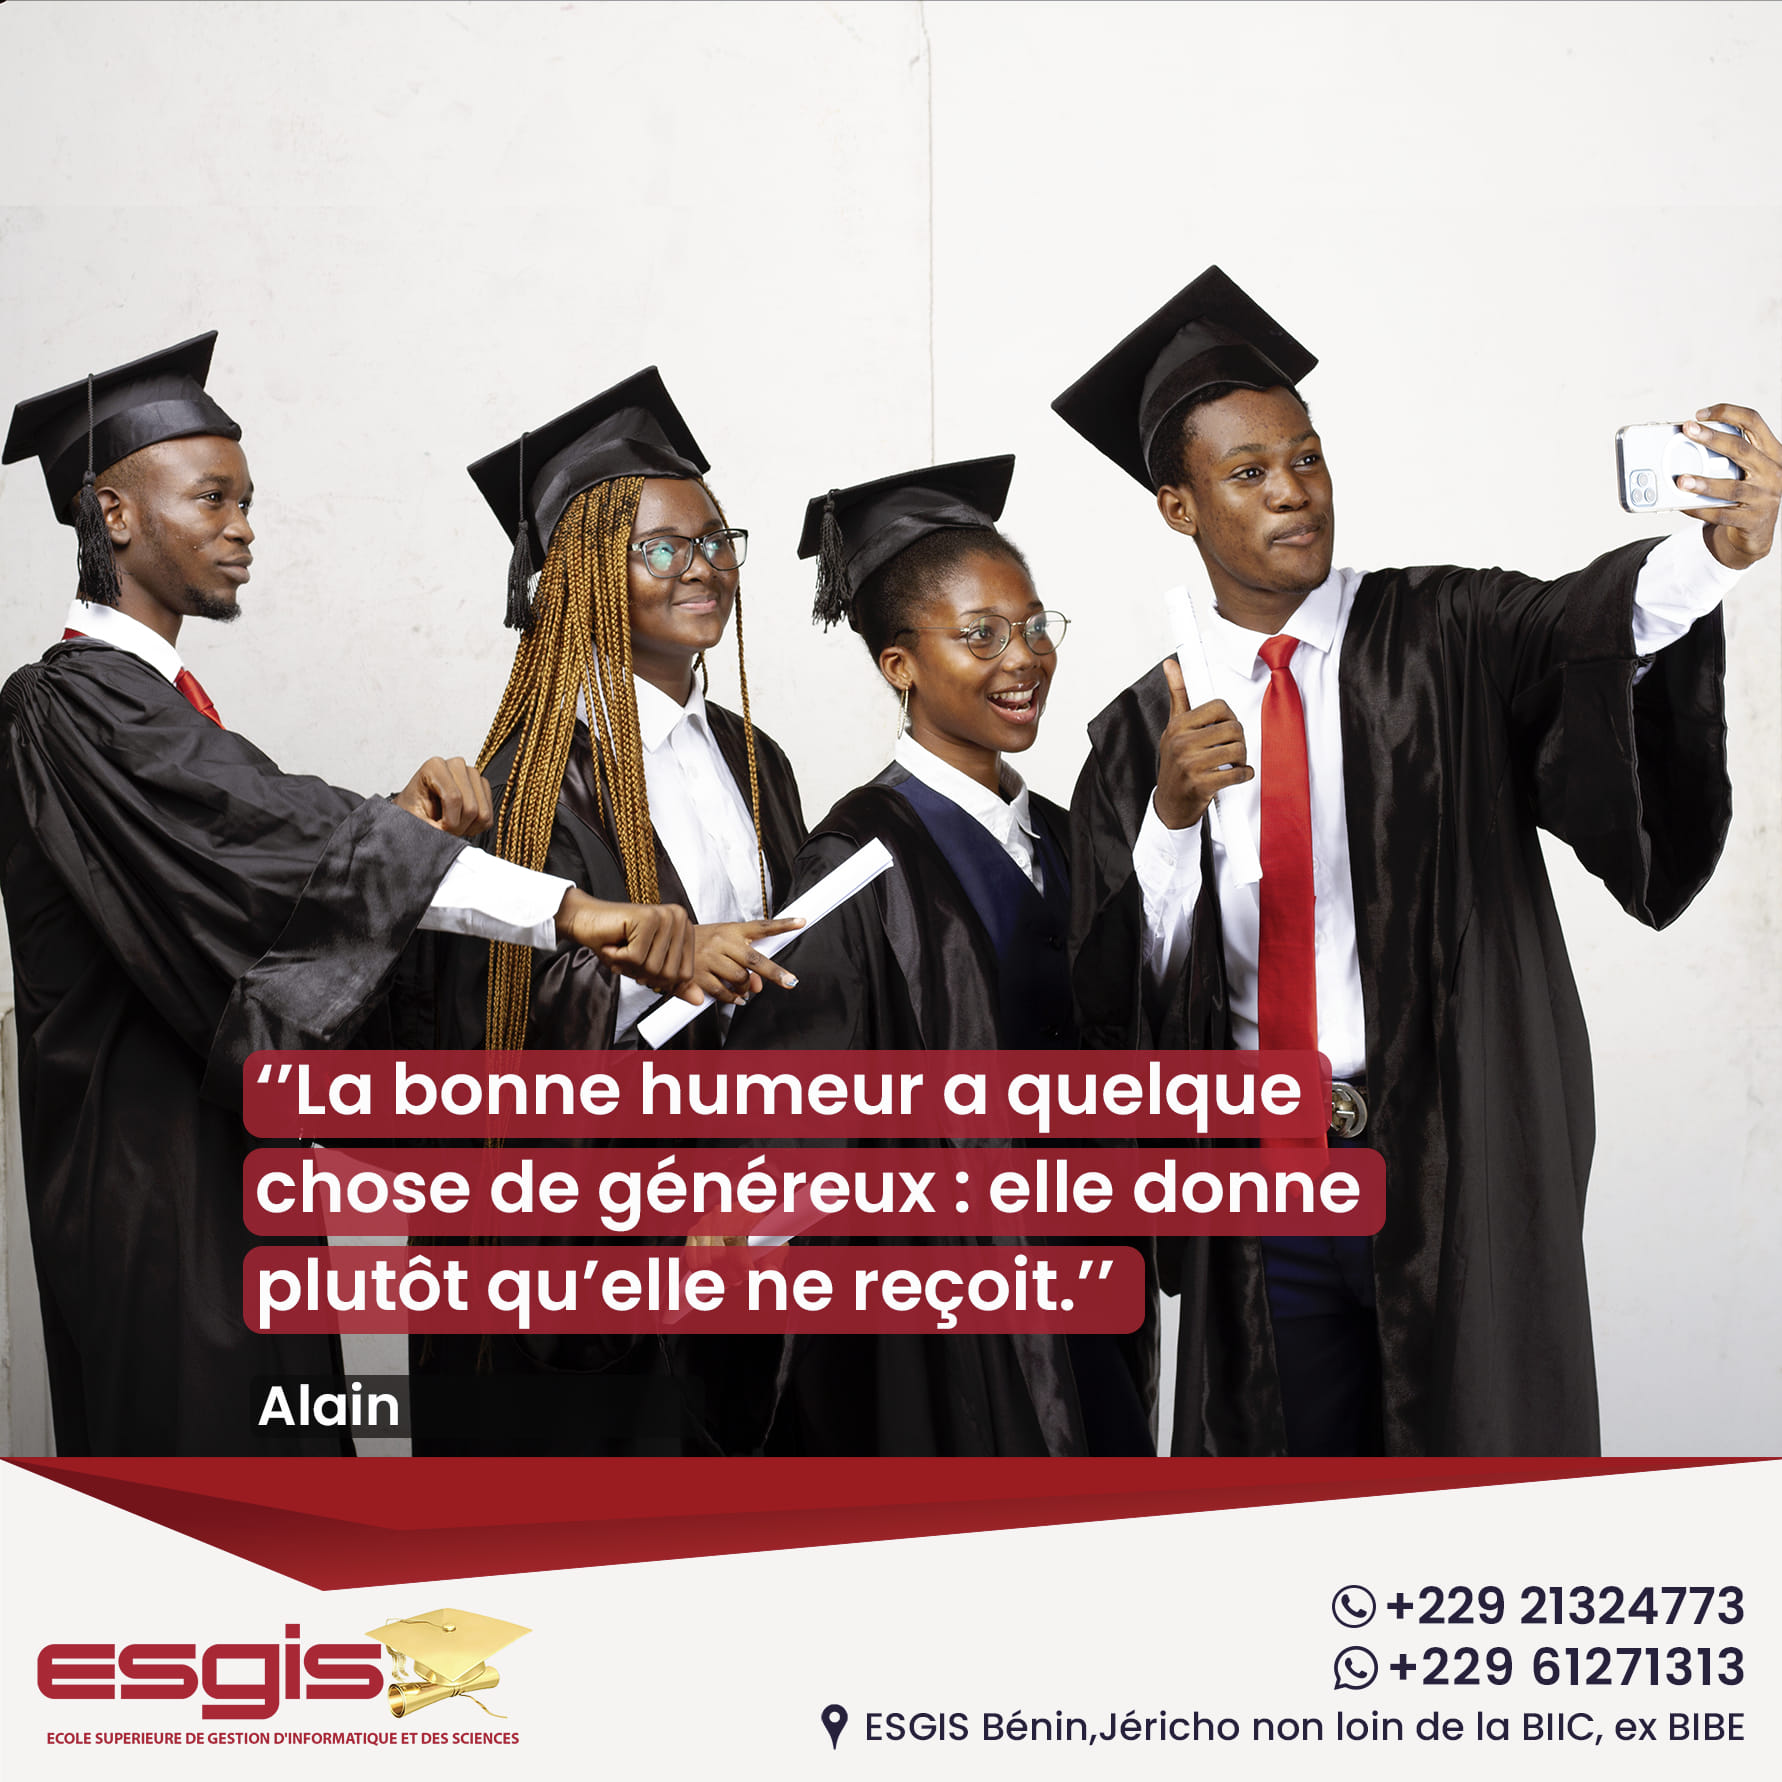 ‘’La bonne humeur a quelque
chose de généreux : elle donne
plutôt qu’elle ne reçoit.’’
Alain
esgis
ECOLE SUPERIEURE DE GESTION D'INFORMATIQUE ET DES SCIENCES
+229 21324773
+229 61271313
ESGIS Bénin,Jéricho non loin de la BIIC, ex BIBE